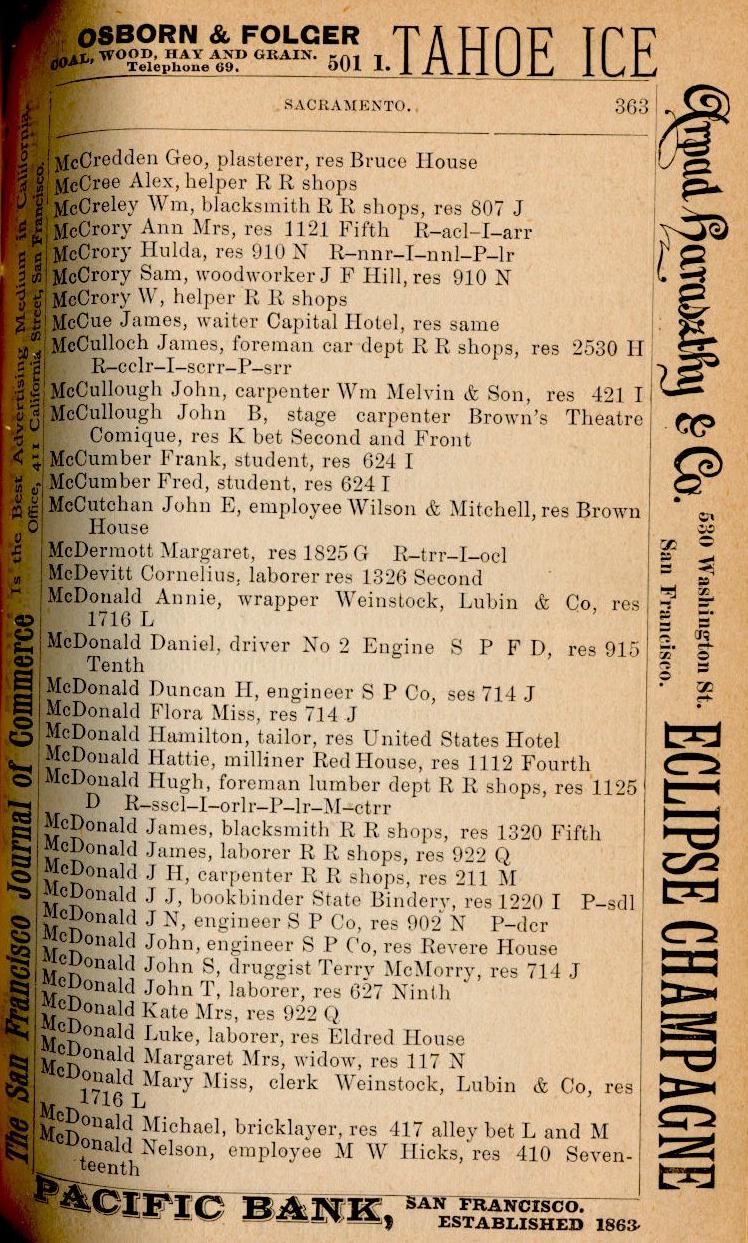 OSBORN & FOLGER
COAL, WOOD, HAY AND GRAIN.
Telephone 69.
501 I.
TAHOE ICE
SACRAMENTO.
363
McCredden Geo, plasterer, res Bruce House
McCree Alex, helper R R shops
McCreley Wm, blacksmith R R shops, res 807 J
McCrory Ann Mrs, res 1121 Fifth R–acl–I–arr
McCrory Hulda, res 910 N R–nnr–I–nnl–P–lr
McCrory Sam, woodworker J F Hill, res 910 N
McCrory W, helper R R shops
McCue James, waiter Capital Hotel, res same
McCulloch James, foreman car dept R R shops, res 2530 H
R–cclr–I–scrr–P–srr
McCullough John, carpenter Wm Melvin & Son, res 421 I
McCullough John B, stage carpenter Brown's Theatre
Comique, res K bet Second and Front
McCumber Frank, student, res 624 I
McCumber Fred, student, res 624 I
McCutchan John E, employee Wilson & Mitchell, res Brown
House
McDermott Margaret, res 1825 G R–trr–I–ocl
McDevitt Cornelius, laborer res 1326 Second
McDonald Annie, wrapper Weinstock, Lubin & Co, res
1716 L
McDonald Daniel, driver No 2 Engine S P F D, res 915
Tenth
McDonald Duncan H, engineer S P Co, ses 714 J
McDonald Flora Miss, res 714 J
McDonald Hamilton, tailor, res United States Hotel
McDonald Hattie, milliner Red House, res 1112 Fourth
McDonald Hugh, foreman lumber dept R R shops, res 1125
D R–sscl–I–orlr–P–lr–M–ctrr
McDonald James, blacksmith R R shops, res 1320 Fifth
McDonald James, laborer R R shops, res 922 Q
McDonald J H, carpenter R R shops, res 211 M
McDonald J J, bookbinder State Bindery, res 1220 I P–sdl
McDonald J N, engineer S P Co, res 902 N P–dcr
McDonald John, engineer S P Co, res Revere House
McDonald John S, druggist Terry McMorry, res 714 J
McDonald John T, laborer, res 627 Ninth
McDonald Kate Mrs, res 922 Q
McDonald Luke, laborer, res Eldred House
McDonald Margaret Mrs, widow, res 117 N
McDonald Mary Miss, clerk Weinstock, Lubin & Co, res
1716 L
McDonald Michael, bricklayer, res 417 alley bet L and M
McDonald Nelson, employee M W Hicks, res 410 Seven-
teenth
PACIFIC BANK,
SAN FRANCISCO.
ESTABLISHED 1863.
The San Francisco Journal of Commerce Is the Best Advertising Medium in California.
Office, 411 California Street, San Francisco.
Arpad Haraszthy & Co. 530 Washington St.
San Francisco.
ECLIPSE CHAMPAGNE